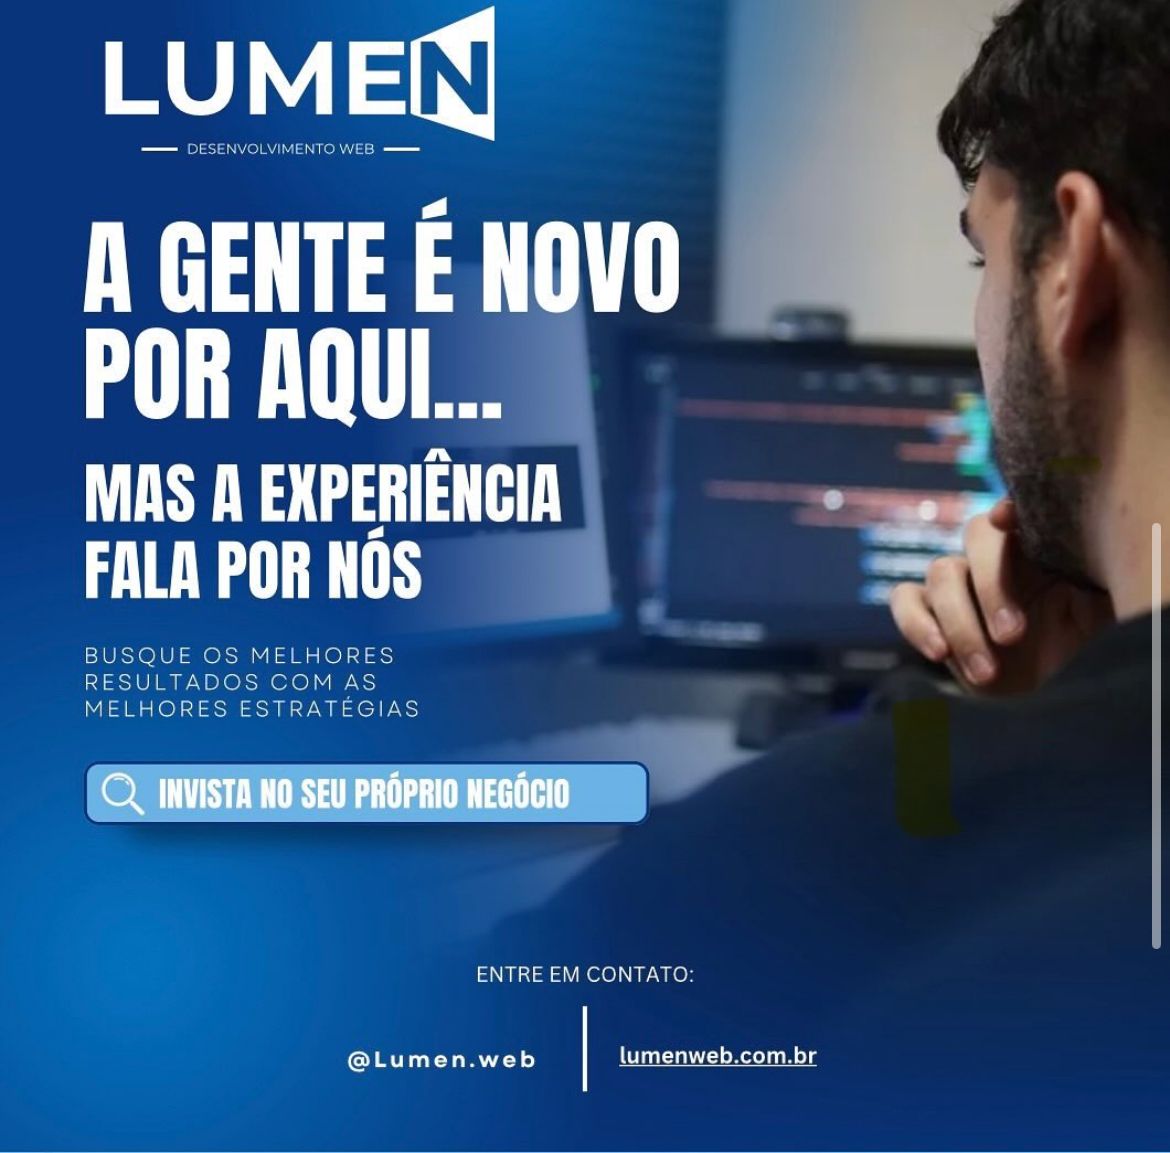 LUMEN
DESENVOLVIMENTO WEB
A GENTE É NOVO
POR AQUI...
MAS A EXPERIÊNCIA
FALA POR NÓS
BUSQUE OS MELHORES
RESULTADOS COM AS
MELHORES ESTRATÉGIAS
INVISTA NO SEU PRÓPRIO NEGÓCIO
ENTRE EM CONTATO:
@Lumen.web
lumenweb.com.br